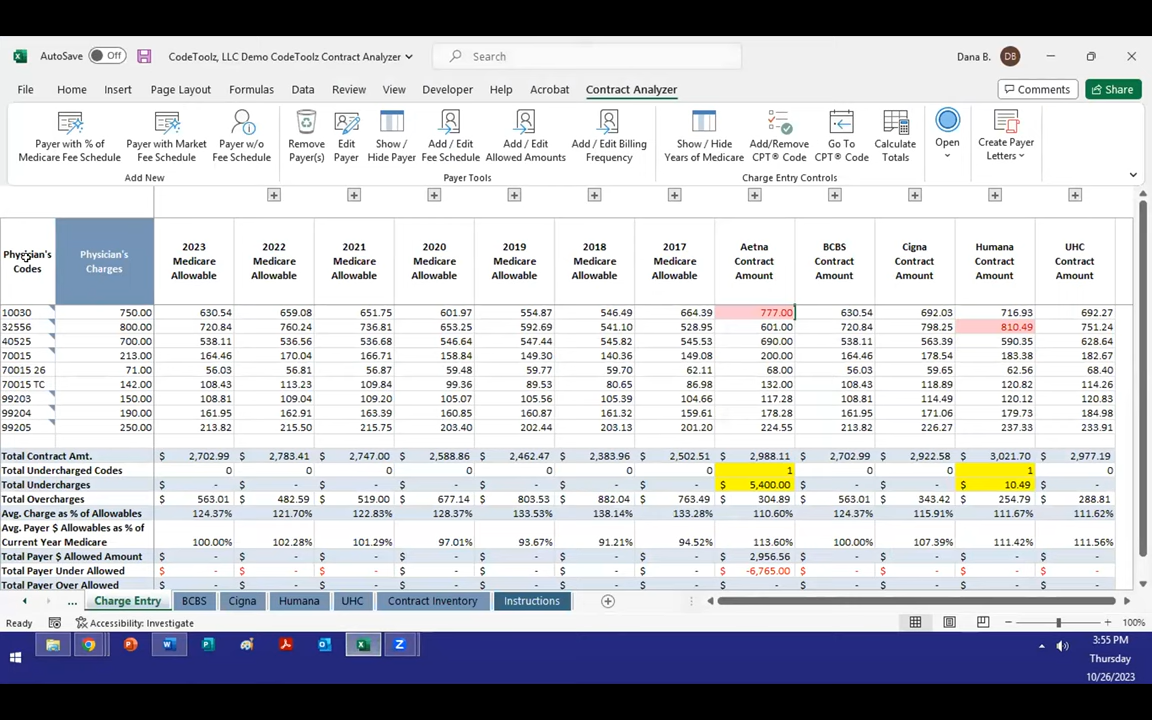 AutoSave Off CodeToolz, LLC Demo CodeToolz Contract Analyzer Search Dana B. DB
File Home Insert Page Layout Formulas Data Review View Developer Help Acrobat Contract Analyzer Comments Share
Payer with % of Medicare Fee Schedule
Payer with Market Fee Schedule
Payer w/o Fee Schedule
Remove Payer(s)
Edit Payer
Show / Hide Payer
Add / Edit Fee Schedule
Add / Edit Allowed Amounts
Add / Edit Billing Frequency
Show / Hide Years of Medicare
Add/Remove CPT® Code
Go To CPT® Code
Calculate Totals
Open
Create Payer Letters
Add New Payer Tools Charge Entry Controls
Physician's Codes
Physician's Charges
2023 Medicare Allowable
2022 Medicare Allowable
2021 Medicare Allowable
2020 Medicare Allowable
2019 Medicare Allowable
2018 Medicare Allowable
2017 Medicare Allowable
Aetna Contract Amount
BCBS Contract Amount
Cigna Contract Amount
Humana Contract Amount
UHC Contract Amount
10030 750.00 630.54 659.08 651.75 601.97 554.87 546.49 664.39 777.00 630.54 692.03 716.93 692.27
32556 800.00 720.84 760.24 736.81 653.25 592.69 541.10 528.95 601.00 720.84 798.25 810.49 751.24
40525 700.00 538.11 536.56 536.68 546.64 547.44 545.82 545.53 690.00 538.11 563.39 590.35 628.64
70015 213.00 164.46 170.04 166.71 158.84 149.30 140.36 149.08 200.00 164.46 178.54 183.38 182.67
70015 26 71.00 56.03 56.81 56.87 59.48 59.77 59.70 62.11 68.00 56.03 59.65 62.56 68.40
70015 TC 142.00 108.43 113.23 109.84 99.36 89.53 80.65 86.98 132.00 108.43 118.89 120.82 114.26
99203 150.00 108.81 109.04 109.20 105.07 105.56 105.39 104.66 117.28 108.81 114.49 120.12 120.83
99204 190.00 161.95 162.91 163.39 160.85 160.87 161.32 159.61 178.28 161.95 171.06 179.73 184.98
99205 250.00 213.82 215.50 215.75 203.40 202.44 203.13 201.20 224.55 213.82 226.27 237.33 233.91
Total Contract Amt. $ 2,702.99 $ 2,783.41 $ 2,747.00 $ 2,588.86 $ 2,462.47 $ 2,383.96 $ 2,502.51 $ 2,988.11 $ 2,702.99 $ 2,922.58 $ 3,021.70 $ 2,977.19
Total Undercharged Codes 0 0 0 0 0 0 0 1 0 0 1 0
Total Undercharges $ - $ - $ - $ - $ - $ - $ - $ 5,400.00 $ - $ - $ 10.49 $ -
Total Overcharges $ 563.01 $ 482.59 $ 519.00 $ 677.14 $ 803.53 $ 882.04 $ 763.49 $ 304.89 $ 563.01 $ 343.42 $ 254.79 $ 288.81
Avg. Charge as % of Allowables 124.37% 121.70% 122.83% 128.37% 133.53% 138.14% 133.28% 110.60% 124.37% 115.91% 111.67% 111.62%
Avg. Payer $ Allowables as % of
Current Year Medicare 100.00% 102.28% 101.29% 97.01% 93.67% 91.21% 94.52% 113.60% 100.00% 107.39% 111.42% 111.56%
Total Payer $ Allowed Amount $ - $ - $ - $ - $ - $ - $ - $ 2,956.56 $ - $ - $ - $ -
Total Payer Under Allowed $ - $ - $ - $ - $ - $ - $ - $ -6,765.00 $ - $ - $ - $ -
Total Payer Over Allowed $ - $ - $ - $ - $ - $ - $ - $ - $ - $ - $ - $ -
... Charge Entry BCBS Cigna Humana UHC Contract Inventory Instructions
Ready Accessibility: Investigate 100%
3:55 PM
Thursday
10/26/2023